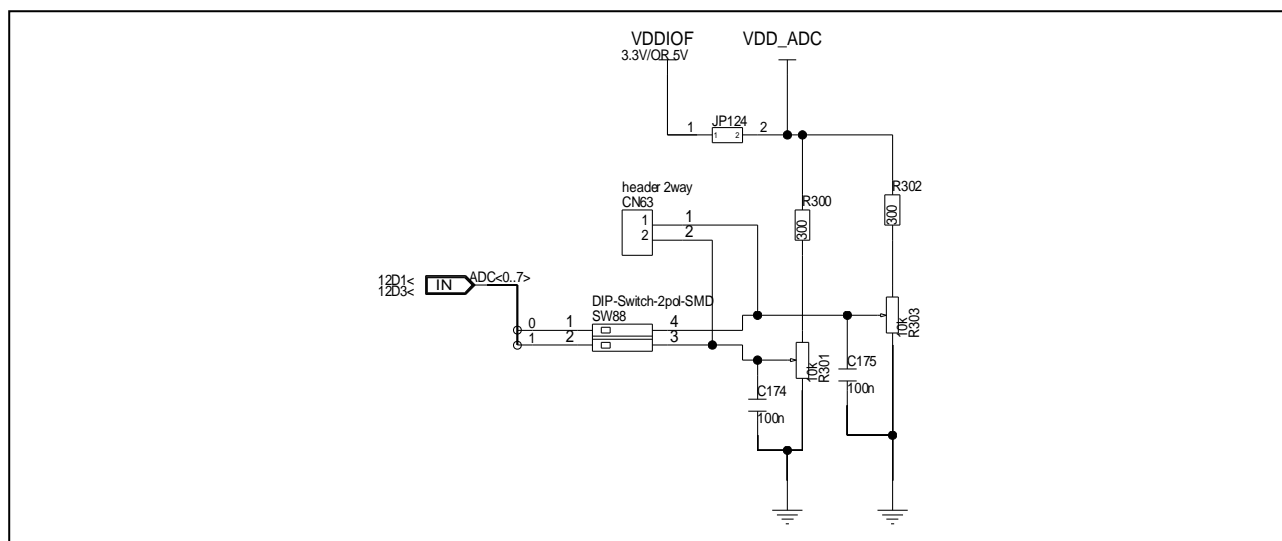 VDDIOF
3.3V/OR 5V
VDD_ADC
1
JP124
1 2
2
R302
300
R300
300
header 2way
CN63
1
2
1
2
12D1<
12D3<
IN
ADC<0..7>
DIP-Switch-2pol-SMD
SW88
0
1
1
2
4
3
10k
R303
10k
R301
C175
100n
C174
100n